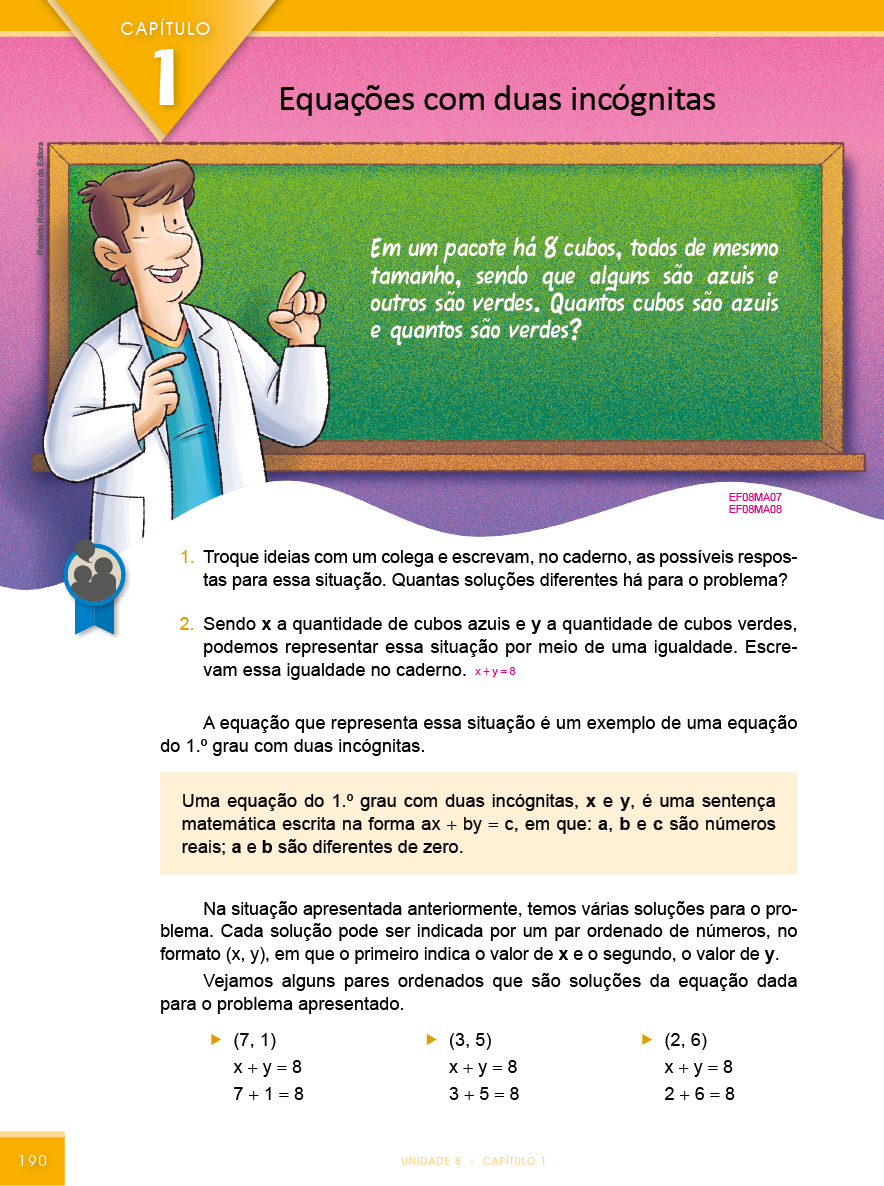 CAPÍTULO
1
Equações com duas incógnitas
Reinaldo Rosa/Acervo da Editora
Em um pacote há 8 cubos, todos de mesmo
tamanho, sendo que alguns são azuis e
outros são verdes. Quantos cubos são azuis
e quantos são verdes?
EF08MA07
EF08MA08
1. Troque ideias com um colega e escrevam, no caderno, as possíveis respos-
tas para essa situação. Quantas soluções diferentes há para o problema?
2. Sendo x a quantidade de cubos azuis e y a quantidade de cubos verdes,
podemos representar essa situação por meio de uma igualdade. Escre-
vam essa igualdade no caderno. x + y = 8
A equação que representa essa situação é um exemplo de uma equação
do 1.º grau com duas incógnitas.
Uma equação do 1.º grau com duas incógnitas, x e y, é uma sentença
matemática escrita na forma ax + by = c, em que: a, b e c são números
reais; a e b são diferentes de zero.
Na situação apresentada anteriormente, temos várias soluções para o pro-
blema. Cada solução pode ser indicada por um par ordenado de números, no
formato (x, y), em que o primeiro indica o valor de x e o segundo, o valor de y.
Vejamos alguns pares ordenados que são soluções da equação dada
para o problema apresentado.
(7, 1)
x + y = 8
7 + 1 = 8
(3, 5)
x + y = 8
3 + 5 = 8
(2, 6)
x + y = 8
2 + 6 = 8
190
UNIDADE 8 - CAPÍTULO 1